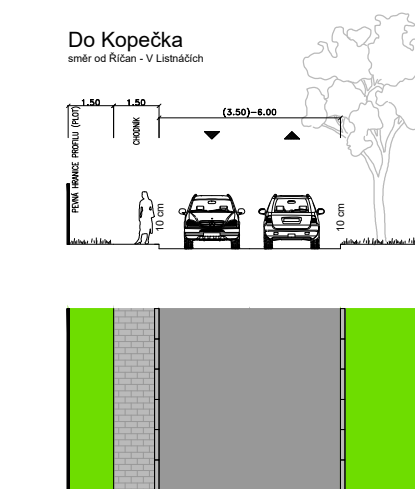 Do Kopečka
směr od Říčan - V Listnáčích
1.50 1.50 (3.50)-6.00
PEVNÁ HRANICE PROFILU (PLOT)
CHODNÍK
10 cm
10 cm